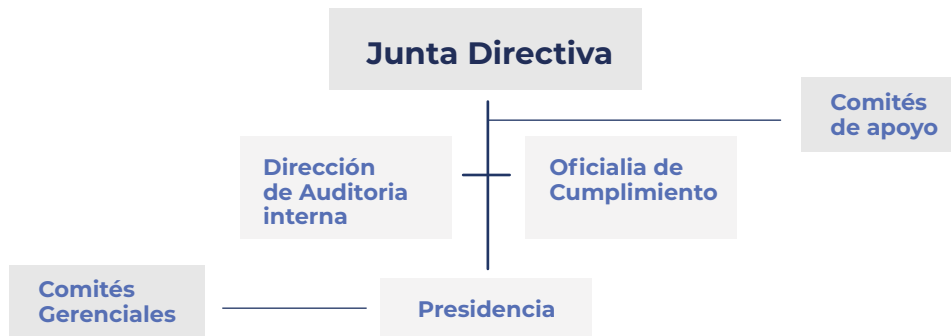 Junta Directiva
Comités
de apoyo
Dirección
de Auditoria
interna
Oficialia de
Cumplimiento
Comités
Gerenciales
Presidencia